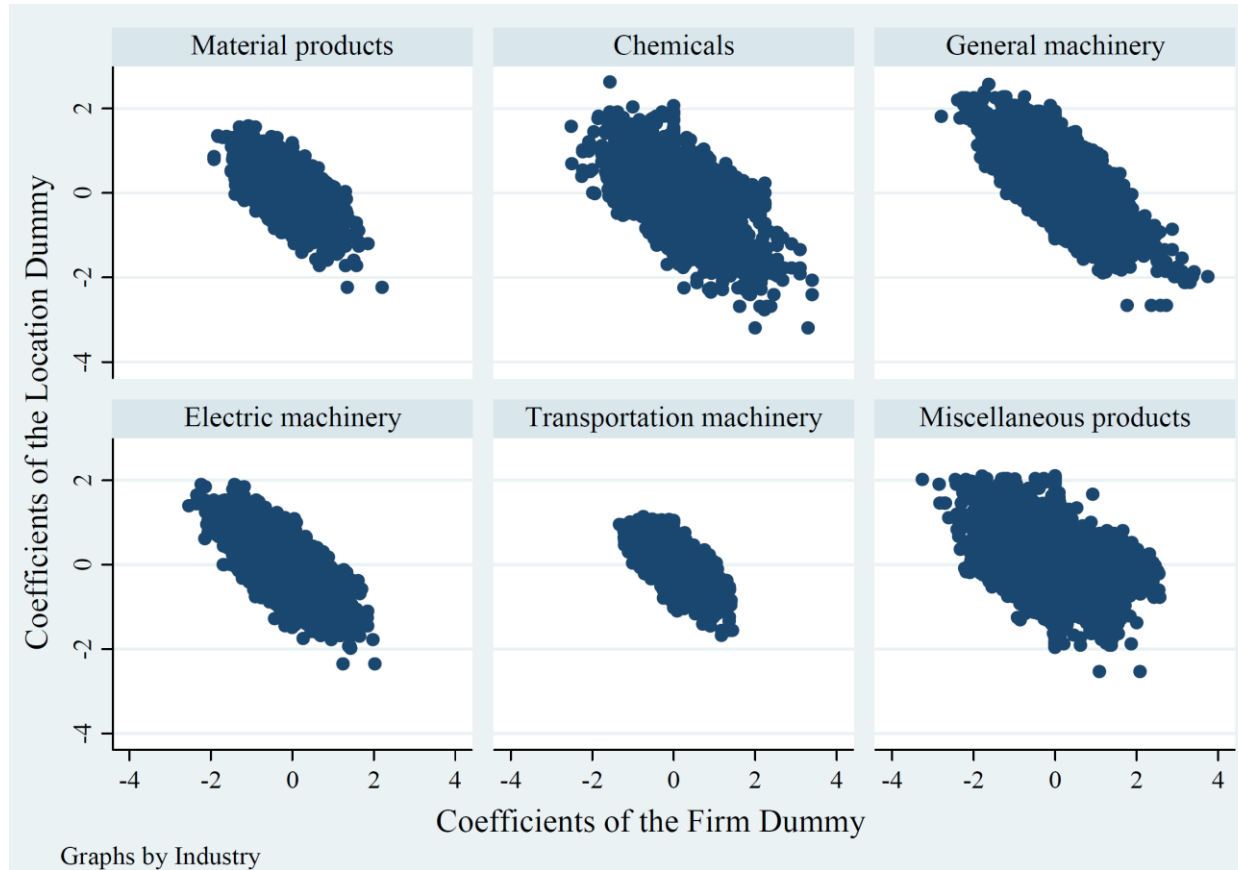 Material products
Chemicals
General machinery
2
0
-2
-4
Electric machinery
Transportation machinery
Miscellaneous products
2
0
-2
-4
-4 -2 0 2 4
-4 -2 0 2 4
-4 -2 0 2 4
Coefficients of the Location Dummy
Coefficients of the Firm Dummy
Graphs by Industry